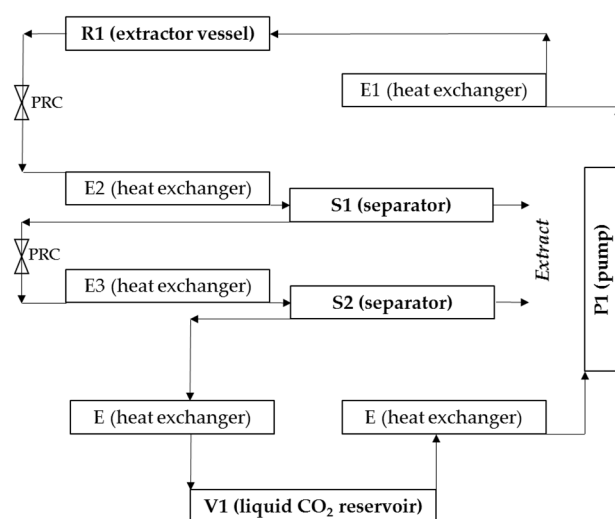 R1 (extractor vessel)
E1 (heat exchanger)
PRC
E2 (heat exchanger)
S1 (separator)
Extract
P1 (pump)
PRC
E3 (heat exchanger)
S2 (separator)
E (heat exchanger)
E (heat exchanger)
V1 (liquid CO₂ reservoir)